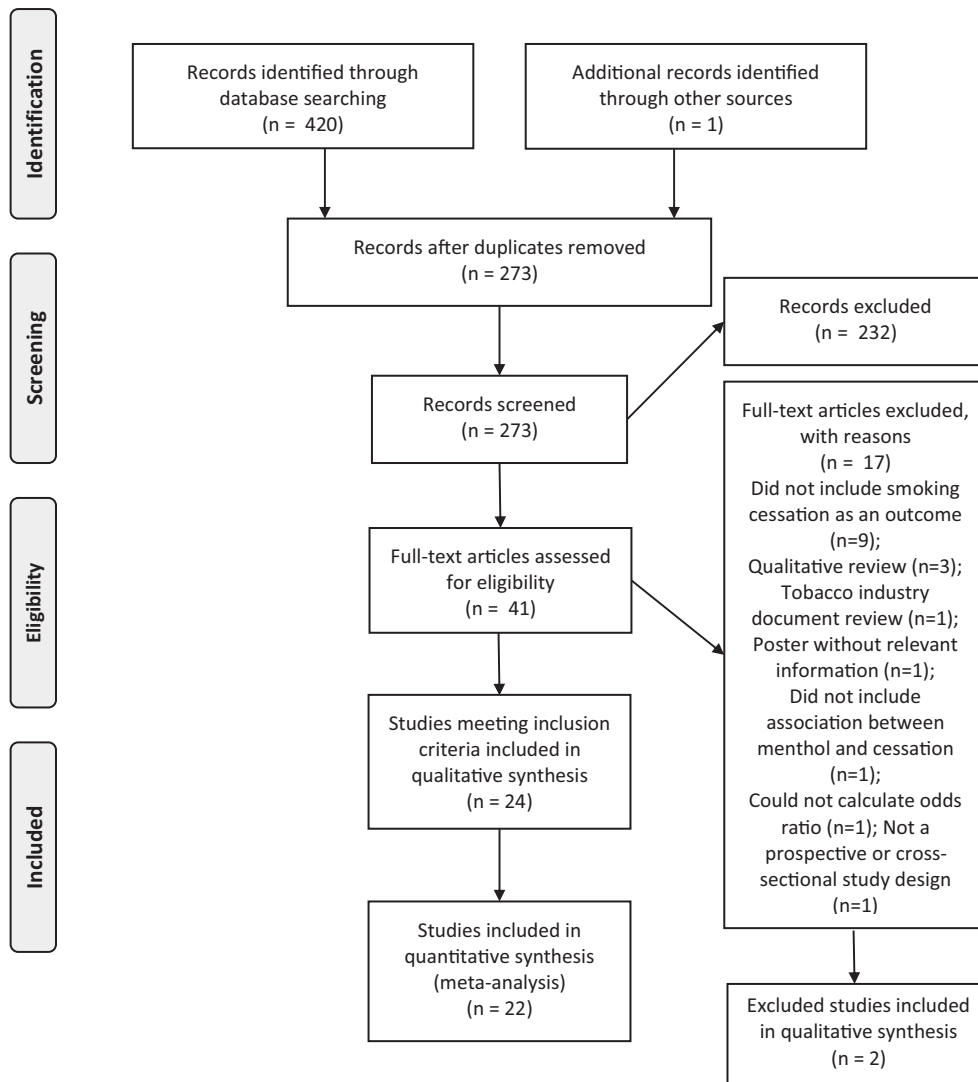 Identification
Records identified through
database searching
(n = 420)
Additional records identified
through other sources
(n = 1)
Records after duplicates removed
(n = 273)
Screening
Records excluded
(n = 232)
Records screened
(n = 273)
Full-text articles excluded,
with reasons
(n = 17)
Did not include smoking
cessation as an outcome
(n=9);
Qualitative review (n=3);
Tobacco industry
document review (n=1);
Poster without relevant
information (n=1);
Did not include
association between
menthol and cessation
(n=1);
Could not calculate odds
ratio (n=1); Not a
prospective or cross-
sectional study design
(n=1)
Eligibility
Full-text articles assessed
for eligibility
(n = 41)
Studies meeting inclusion
criteria included in
qualitative synthesis
(n = 24)
Included
Studies included in
quantitative synthesis
(meta-analysis)
(n = 22)
Excluded studies included
in qualitative synthesis
(n = 2)